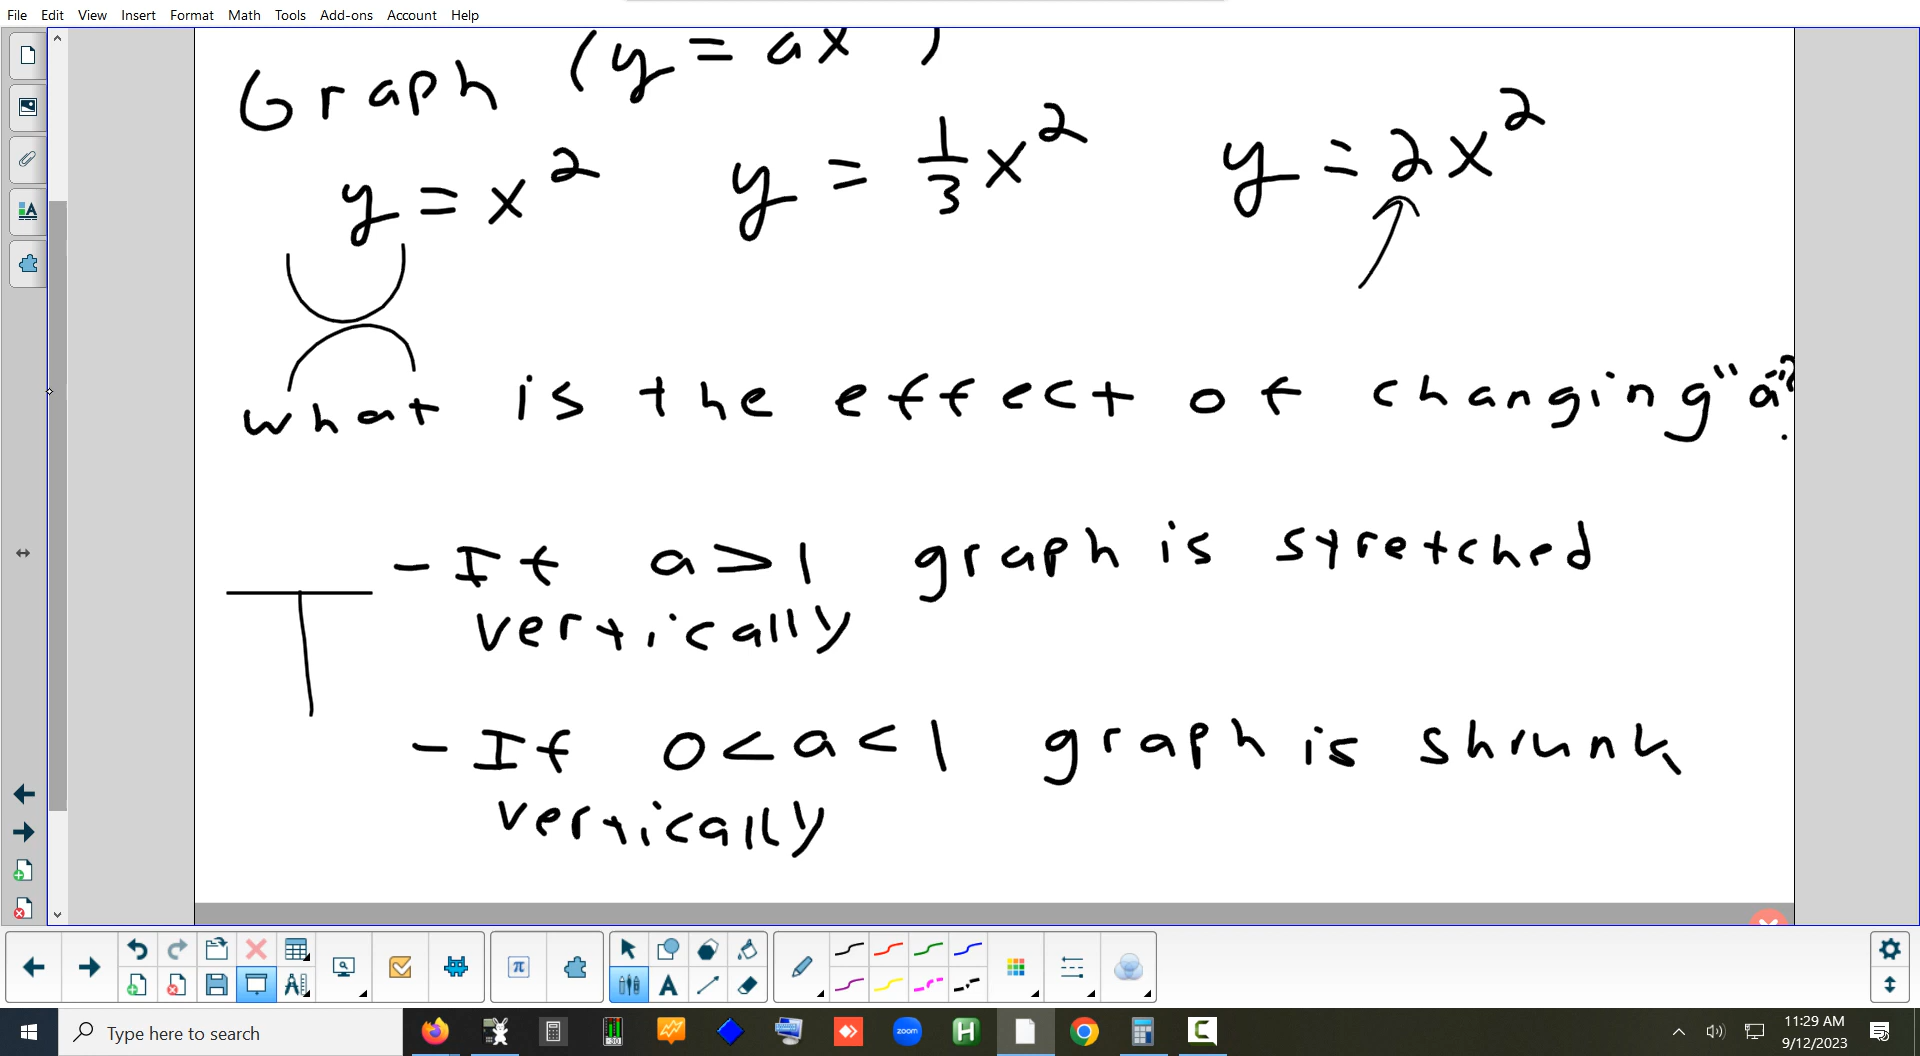 File Edit View Insert Format Math Tools Add-ons Account Help
Graph (y = ax )
y = x² y = 1/3 x² y = 2x²
what is the effect of changing "a"?
- If a > 1 graph is stretched
vertically
- If 0 < a < 1 graph is shrunk
vertically
π
A
zoom
H
C
Type here to search
11:29 AM
9/12/2023